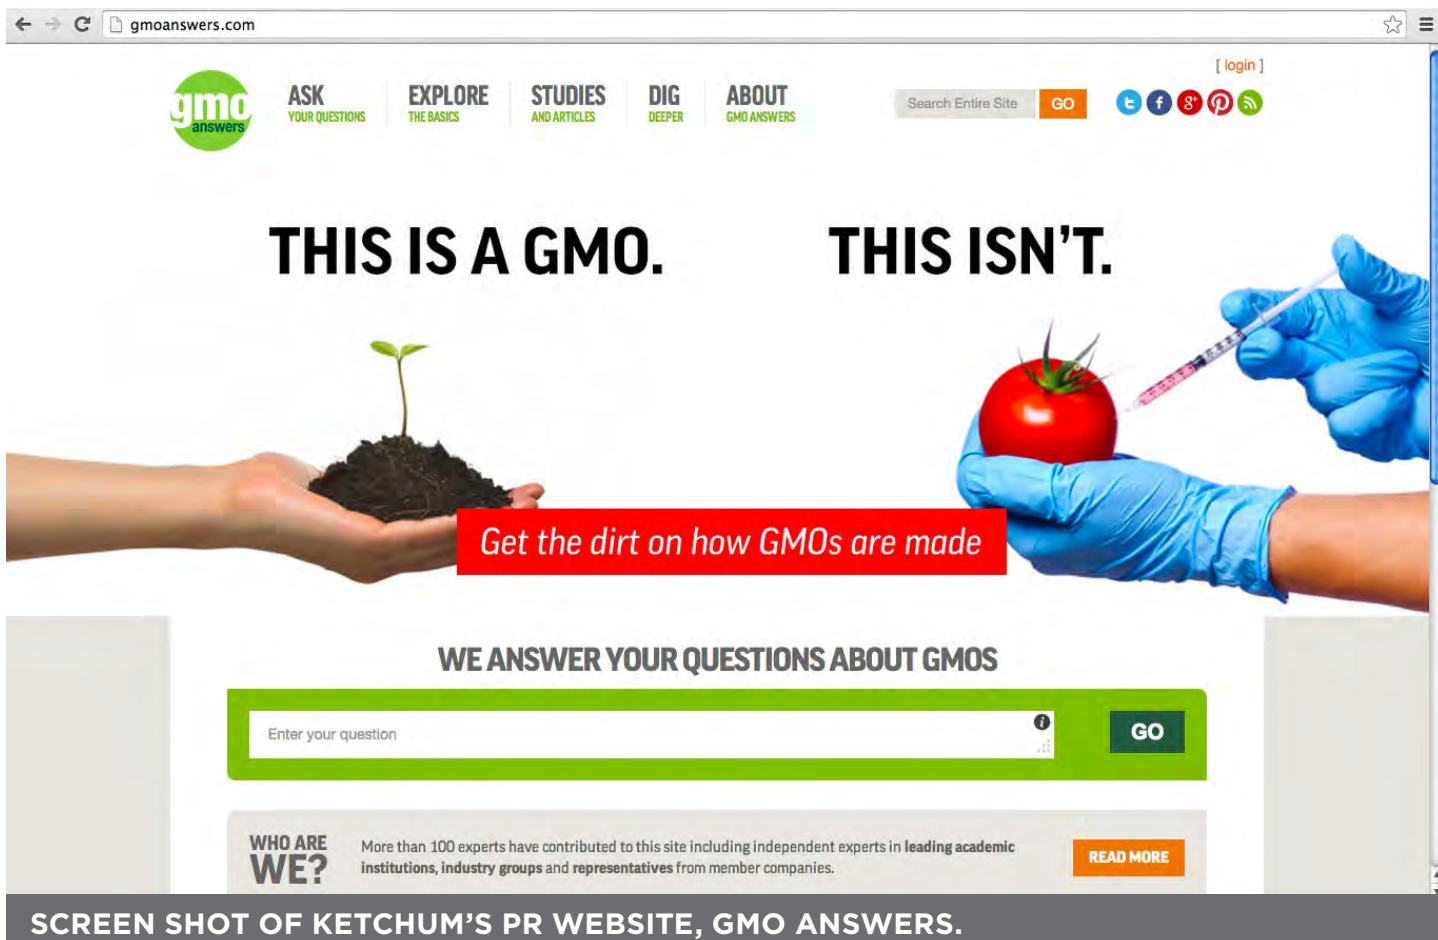 gmoanswers.com
[ login ]
gmo
answers
ASK
YOUR QUESTIONS
EXPLORE
THE BASICS
STUDIES
AND ARTICLES
DIG
DEEPER
ABOUT
GMO ANSWERS
Search Entire Site
GO
THIS IS A GMO.
THIS ISN'T.
Get the dirt on how GMOs are made
WE ANSWER YOUR QUESTIONS ABOUT GMOS
Enter your question
GO
WHO ARE
WE?
More than 100 experts have contributed to this site including independent experts in leading academic
institutions, industry groups and representatives from member companies.
READ MORE
SCREEN SHOT OF KETCHUM'S PR WEBSITE, GMO ANSWERS.